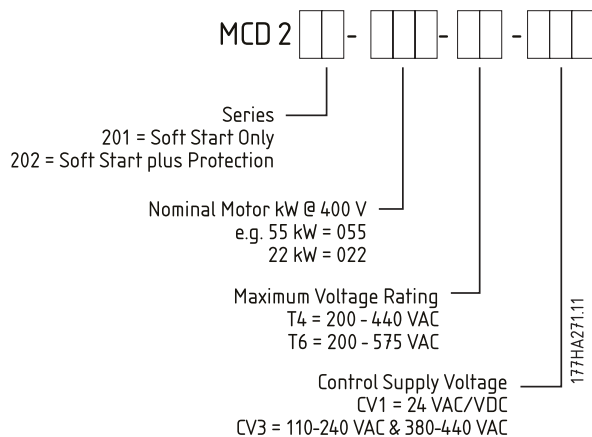 MCD 2 - - -
Series
201 = Soft Start Only
202 = Soft Start plus Protection
Nominal Motor kW @ 400 V
e.g. 55 kW = 055
22 kW = 022
Maximum Voltage Rating
T4 = 200 - 440 VAC
T6 = 200 - 575 VAC
Control Supply Voltage
CV1 = 24 VAC/VDC
CV3 = 110-240 VAC & 380-440 VAC
177HA271.11